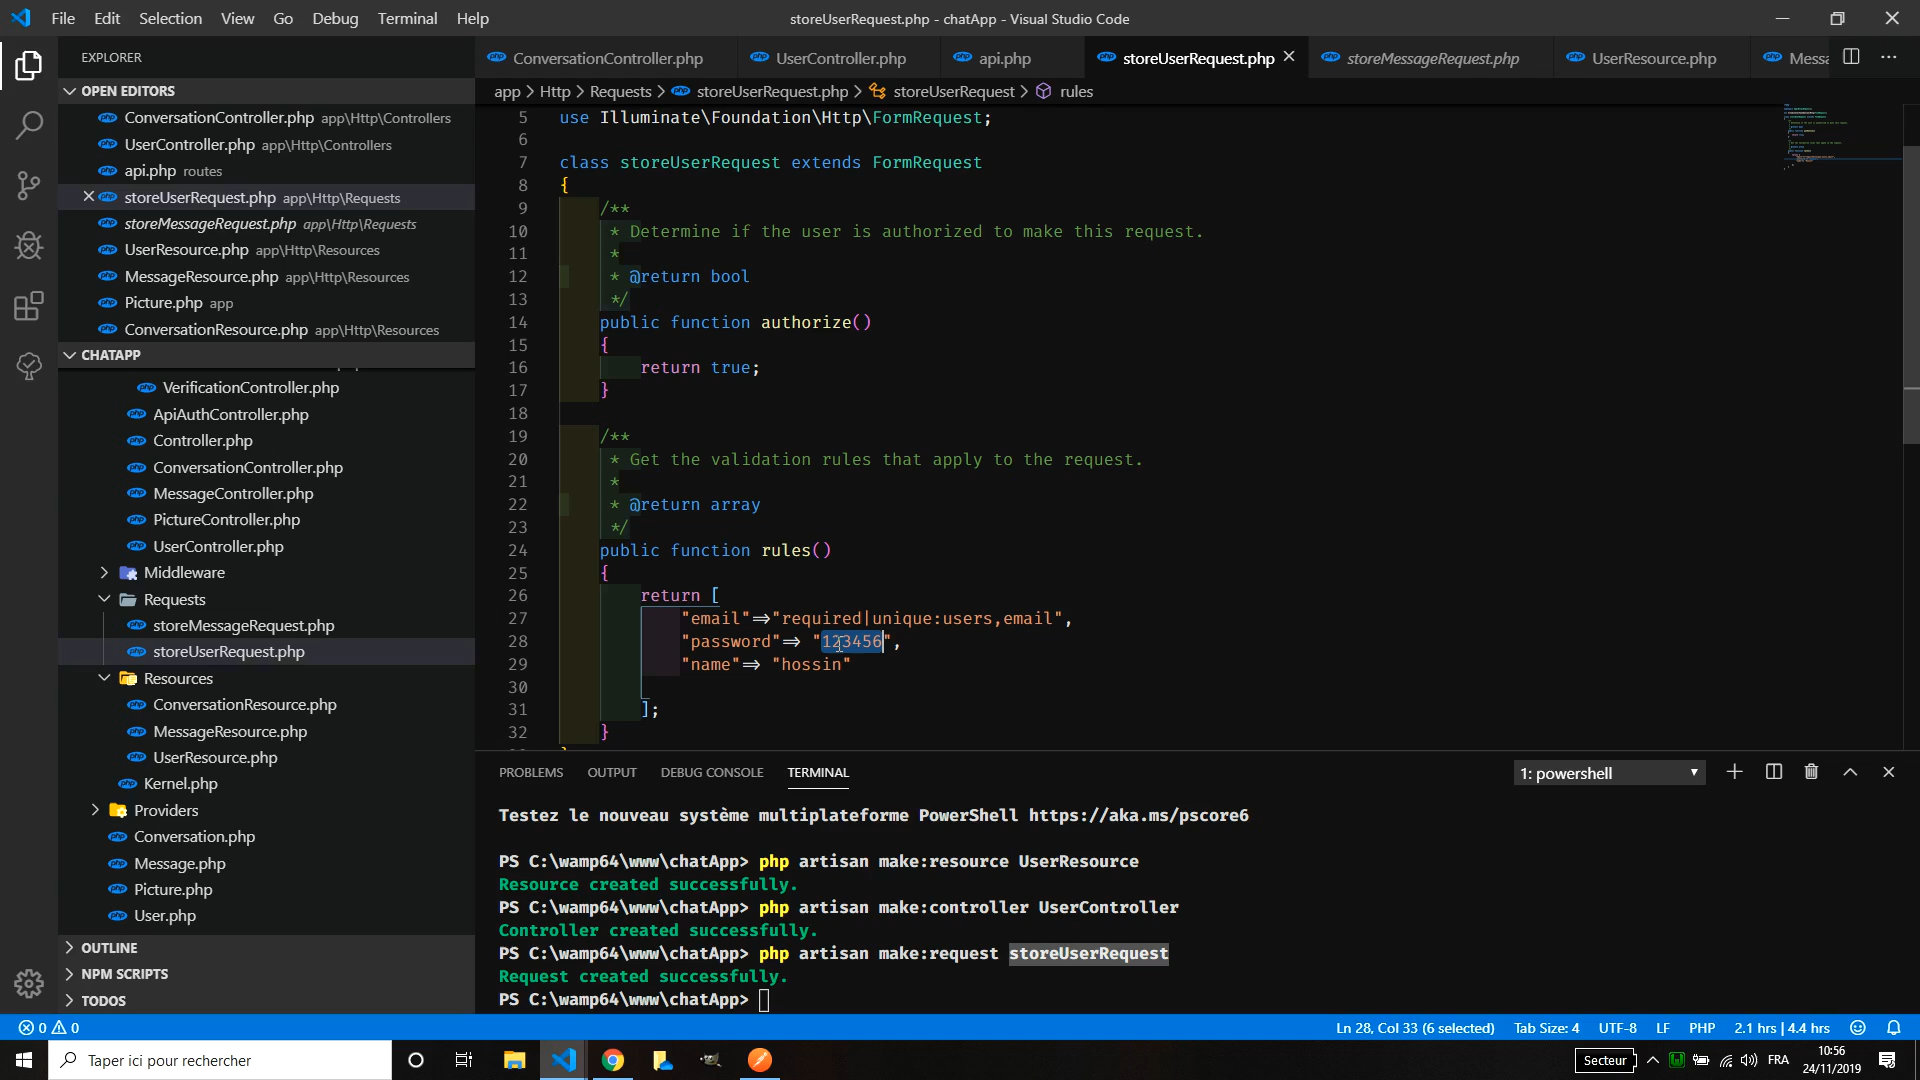 File Edit Selection View Go Debug Terminal Help
storeUserRequest.php - chatApp - Visual Studio Code
EXPLORER
OPEN EDITORS
ConversationController.php app\Http\Controllers
UserController.php app\Http\Controllers
api.php routes
storeUserRequest.php app\Http\Requests
storeMessageRequest.php app\Http\Requests
UserResource.php app\Http\Resources
MessageResource.php app\Http\Resources
Picture.php app
ConversationResource.php app\Http\Resources
CHATAPP
VerificationController.php
ApiAuthController.php
Controller.php
ConversationController.php
MessageController.php
PictureController.php
UserController.php
Middleware
Requests
storeMessageRequest.php
storeUserRequest.php
Resources
ConversationResource.php
MessageResource.php
UserResource.php
Kernel.php
Providers
Conversation.php
Message.php
Picture.php
User.php
OUTLINE
NPM SCRIPTS
TODOS
ConversationController.php UserController.php api.php storeUserRequest.php storeMessageRequest.php UserResource.php Messa
app > Http > Requests > storeUserRequest.php > storeUserRequest > rules
5 use Illuminate\Foundation\Http\FormRequest;
6
7 class storeUserRequest extends FormRequest
8 {
9 /**
10 * Determine if the user is authorized to make this request.
11 *
12 * @return bool
13 */
14 public function authorize()
15 {
16 return true;
17 }
18
19 /**
20 * Get the validation rules that apply to the request.
21 *
22 * @return array
23 */
24 public function rules()
25 {
26 return [
27 "email"=>"required|unique:users,email",
28 "password"=> "123456",
29 "name"=> "hossin"
30
31 ];
32 }
PROBLEMS OUTPUT DEBUG CONSOLE TERMINAL
1: powershell
Testez le nouveau système multiplateforme PowerShell https://aka.ms/pscore6
PS C:\wamp64\www\chatApp> php artisan make:resource UserResource
Resource created successfully.
PS C:\wamp64\www\chatApp> php artisan make:controller UserController
Controller created successfully.
PS C:\wamp64\www\chatApp> php artisan make:request storeUserRequest
Request created successfully.
PS C:\wamp64\www\chatApp>
0 0
Ln 28, Col 33 (6 selected) Tab Size: 4 UTF-8 LF PHP 2.1 hrs | 4.4 hrs
Taper ici pour rechercher
Secteur
FRA
10:56
24/11/2019